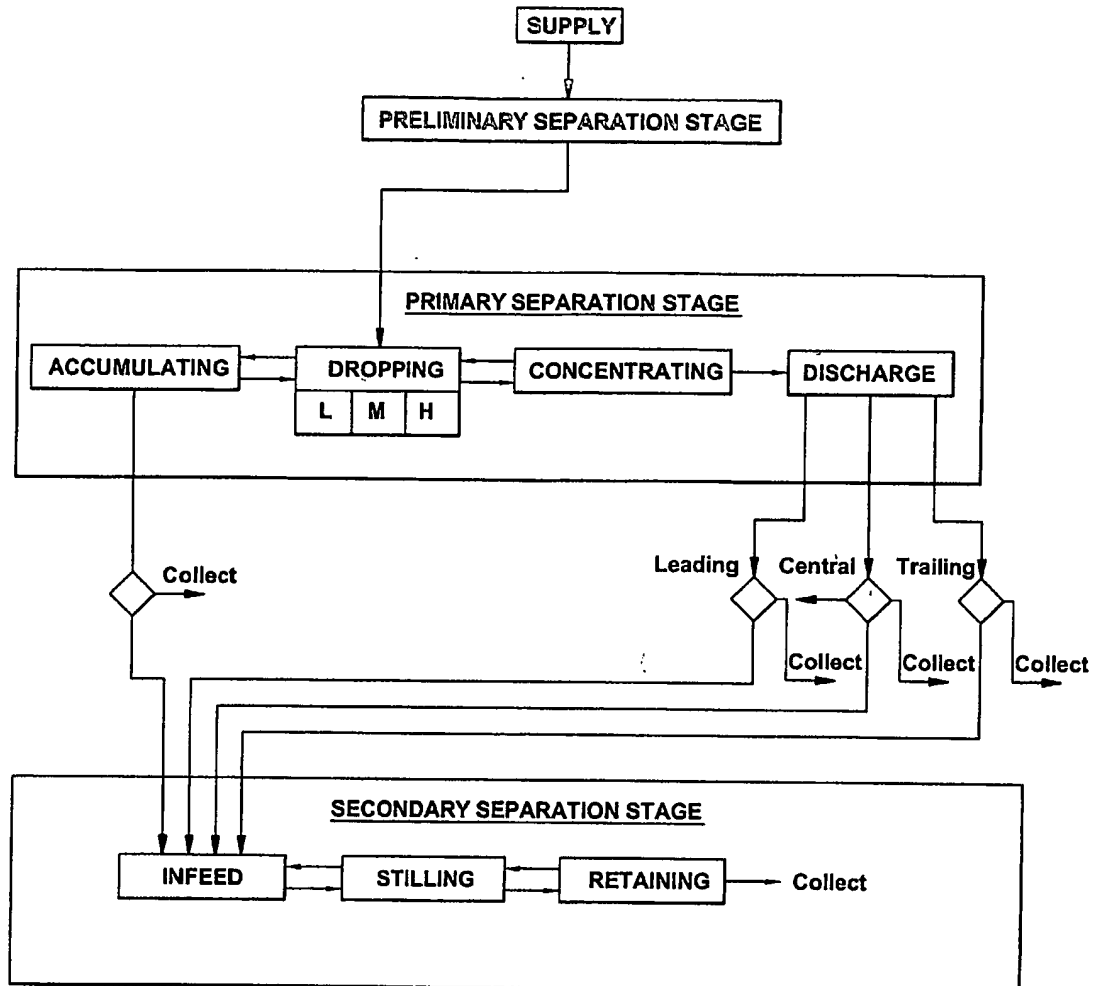 SUPPLY
PRELIMINARY SEPARATION STAGE
PRIMARY SEPARATION STAGE
ACCUMULATING
DROPPING
CONCENTRATING
DISCHARGE
L M H
Collect
Leading
Central
Trailing
Collect
Collect
Collect
SECONDARY SEPARATION STAGE
INFEED
STILLING
RETAINING
Collect